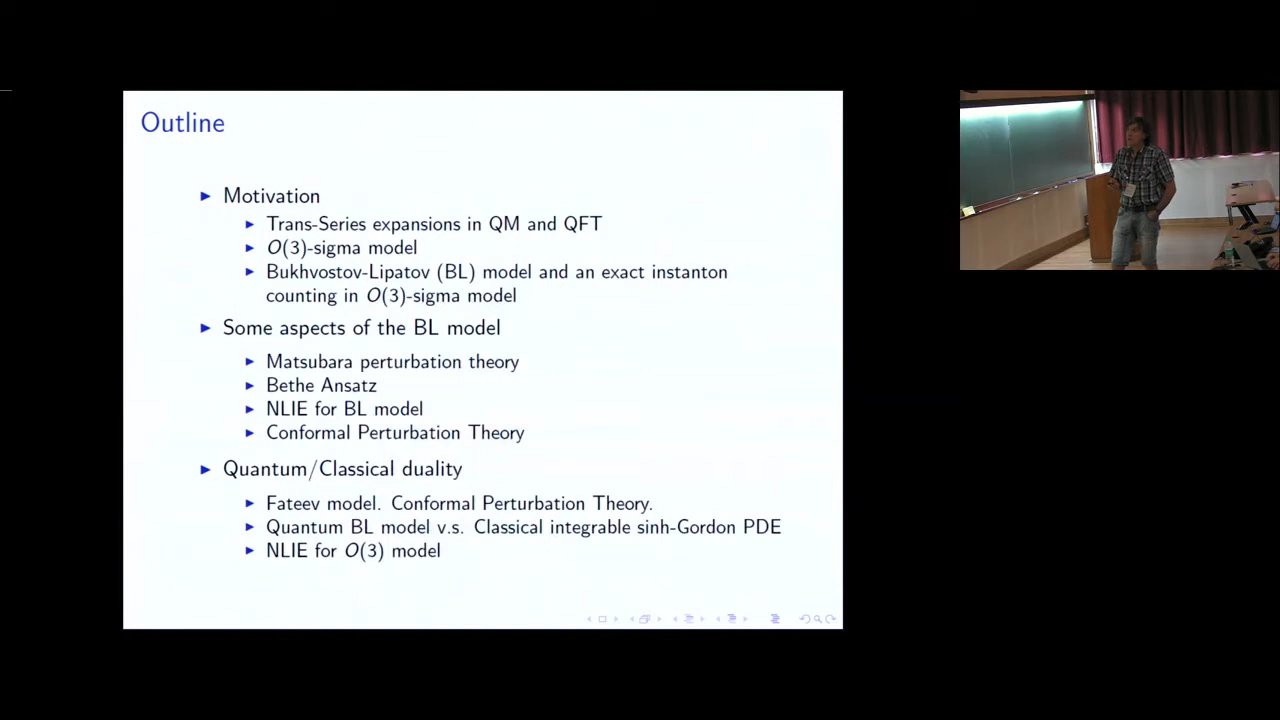 Outline
Motivation
Trans-Series expansions in QM and QFT
O(3)-sigma model
Bukhvostov-Lipatov (BL) model and an exact instanton
counting in O(3)-sigma model
Some aspects of the BL model
Matsubara perturbation theory
Bethe Ansatz
NLIE for BL model
Conformal Perturbation Theory
Quantum/Classical duality
Fateev model. Conformal Perturbation Theory.
Quantum BL model v.s. Classical integrable sinh-Gordon PDE
NLIE for O(3) model